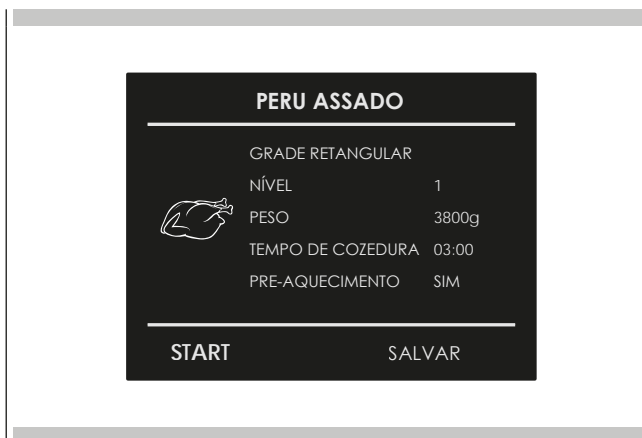 PERU ASSADO
GRADE RETANGULAR
NÍVEL 1
PESO 3800g
TEMPO DE COZEDURA 03:00
PRE-AQUECIMENTO SIM
START SALVAR